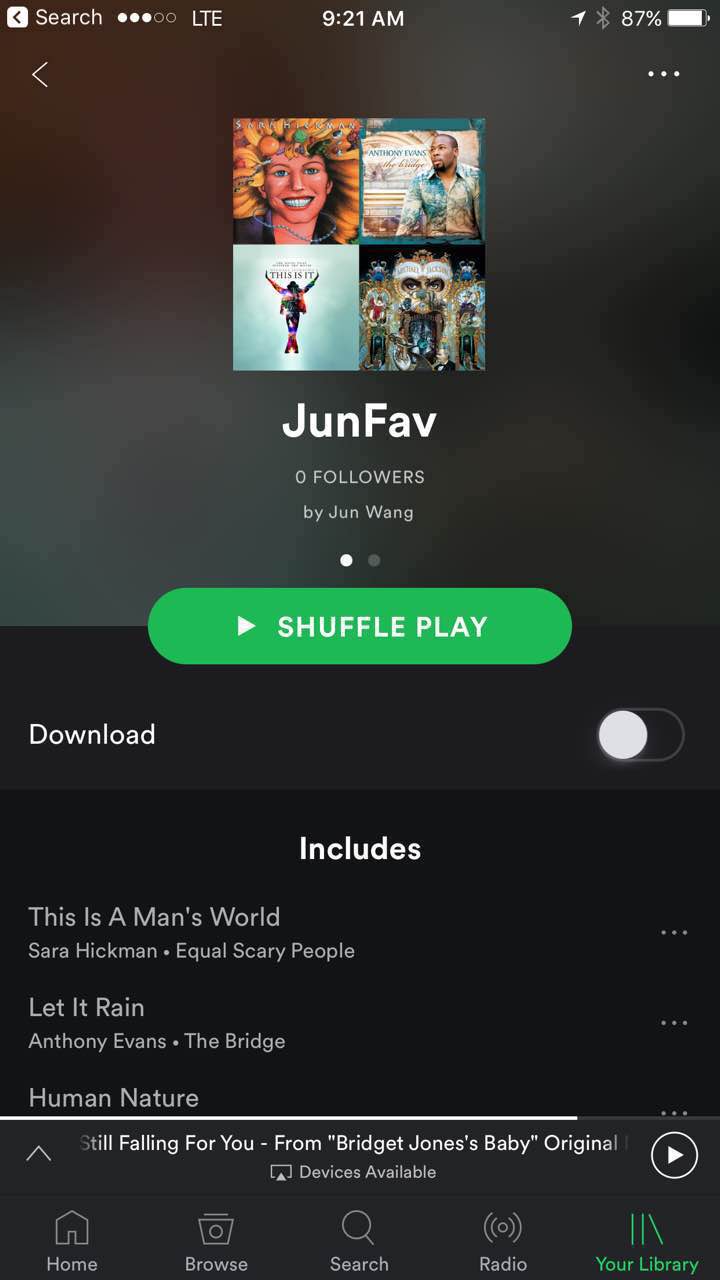 Search LTE 9:21 AM 87%
SARA HICKMAN
ANTHONY EVANS
the bridge
THIS IS IT
MICHAEL JACKSON
JunFav
0 FOLLOWERS
by Jun Wang
SHUFFLE PLAY
Download
Includes
This Is A Man's World
Sara Hickman • Equal Scary People
Let It Rain
Anthony Evans • The Bridge
Human Nature
Still Falling For You - From "Bridget Jones's Baby" Original
Devices Available
Home Browse Search Radio Your Library